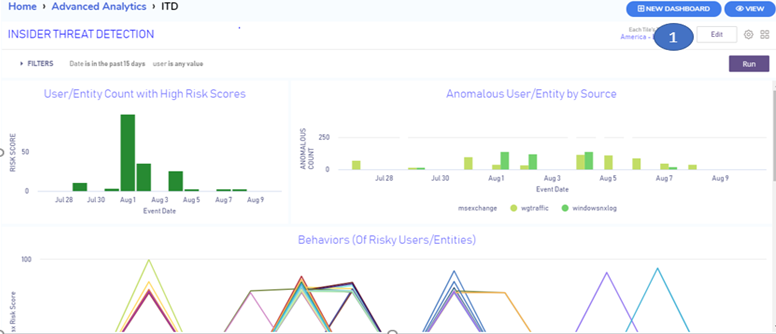 Home > Advanced Analytics > ITD
NEW DASHBOARD
VIEW
INSIDER THREAT DETECTION
Each Tile's
America -
1
Edit
FILTERS Date is in the past 15 days user is any value
Run
User/Entity Count with High Risk Scores
RISK SCORE
50
0
Jul 28 Jul 30 Aug 1 Aug 3 Aug 5 Aug 7 Aug 9
Event Date
Anomalous User/Entity by Source
ANOMALOUS
COUNT
250
0
Jul 28 Jul 30 Aug 1 Aug 3 Aug 5 Aug 7 Aug 9
Event Date
msexchange wgtraffic windowsnxlog
Behaviors (Of Risky Users/Entities)
100
Risk Score